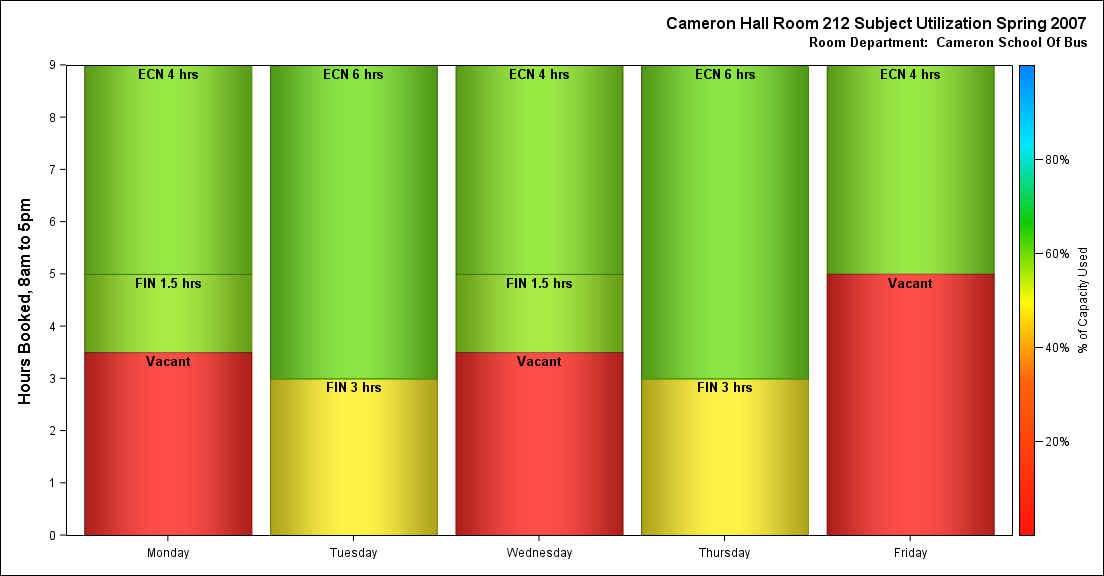 Cameron Hall Room 212 Subject Utilization Spring 2007
Room Department:  Cameron School Of Bus
Hours Booked, 8am to 5pm
9
8
7
6
5
4
3
2
1
0
ECN 4 hrs
FIN 1.5 hrs
Vacant
ECN 6 hrs
FIN 3 hrs
ECN 4 hrs
FIN 1.5 hrs
Vacant
ECN 6 hrs
FIN 3 hrs
ECN 4 hrs
Vacant
Monday
Tuesday
Wednesday
Thursday
Friday
80%
60%
40%
20%
% of Capacity Used